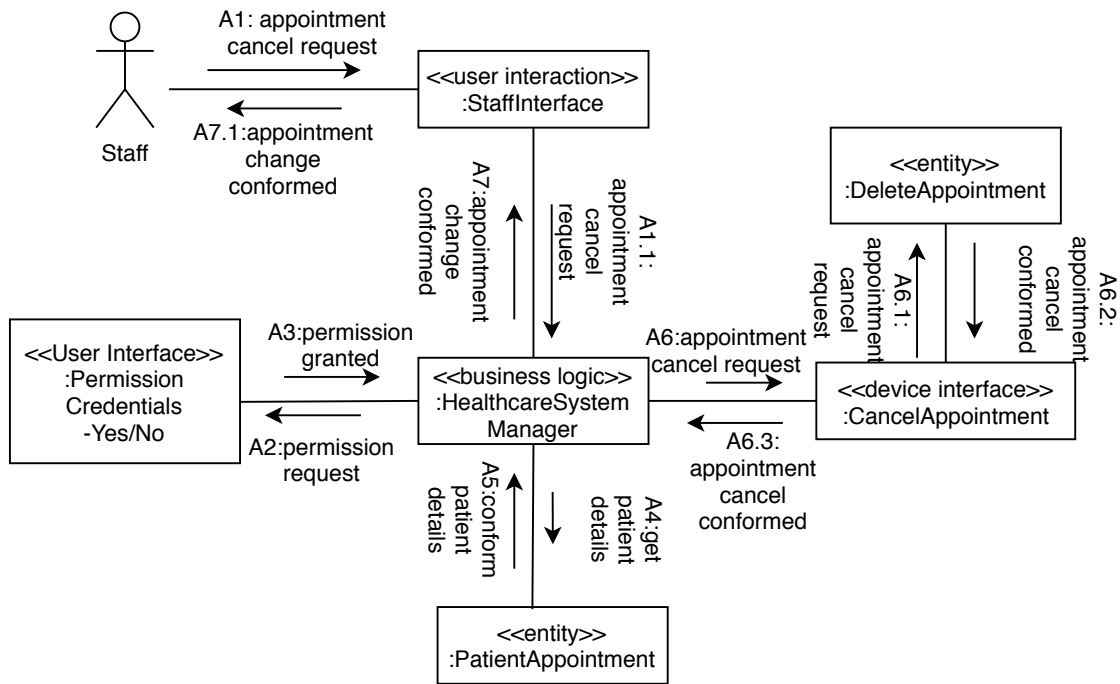 A1: appointment
cancel request
<<user interaction>>
:StaffInterface
A7.1:appointment
change
conformed
Staff
<<entity>>
:DeleteAppointment
A7:appointment
change
conformed
A1.1:
appointment
cancel
request
A6.1:
appointment
cancel
request
A6.2:
appointment
cancel
conformed
<<User Interface>>
:Permission
Credentials
-Yes/No
A3:permission
granted
A2:permission
request
<<business logic>>
:HealthcareSystem
Manager
A6:appointment
cancel request
<<device interface>>
:CancelAppointment
A6.3:
appointment
cancel
conformed
A5:conform
patient
details
A4:get
patient
details
<<entity>>
:PatientAppointment